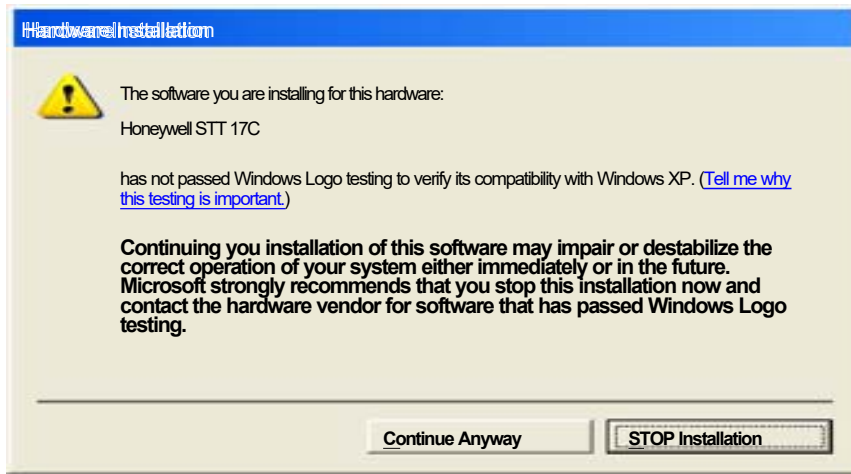 Hardware Installation
The software you are installing for this hardware:
Honeywell STT 17C
has not passed Windows Logo testing to verify its compatibility with Windows XP. (Tell me why
this testing is important.)
Continuing you installation of this software may impair or destabilize the
correct operation of your system either immediately or in the future.
Microsoft strongly recommends that you stop this installation now and
contact the hardware vendor for software that has passed Windows Logo
testing.
Continue Anyway
STOP Installation